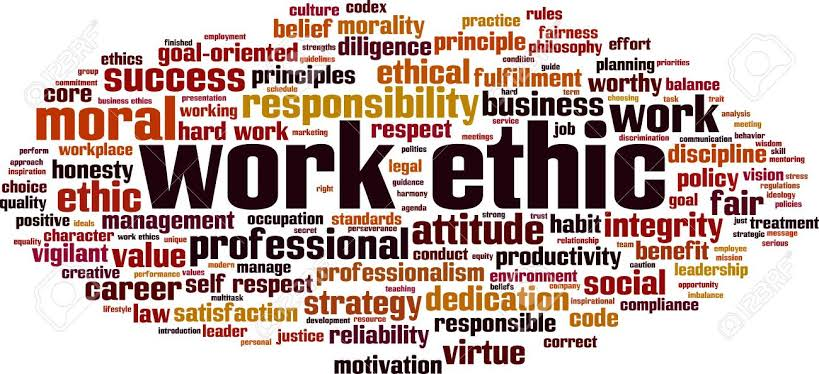 culture codex
practice rules
employment
belief morality
fairness
finished
strengths
diligence principle
philosophy effort
ethics goal-oriented
guidelines
condition guide
planning priorities
group
success principles ethical fulfillment worthy balance
commitment
schedule
hard term
choosing task trait
core
business ethics presentation
responsibility business work
analysis
moral working
service
meeting
hard work marketing respect meetings job discrimination communication behavior
workplace
politics
wisdom
perform
work ethic
discipline skill
approach
legal
mentoring
inspiration honesty
guidance
policy vision stress
choice
right harmony
regulations
quality ethic
agenda
goal fair ideology
policies
positive ideals management occupation standards attitude strong trust habit integrity just treatment
secret perseverance
relationship
strategic message
equality character work ethics unique professional
team
employee
serious
conduct equity productivity benefit mission
vigilant value modern manage
professionalism environment caution leadership
creative performance values
teaching
beliefs company social opportunity
career self respect strategy dedication inspirational compliance imbalance
multitask
lifestyle law satisfaction development resource responsible code
introduction leader personal justice reliability
correct
motivation virtue
123RF